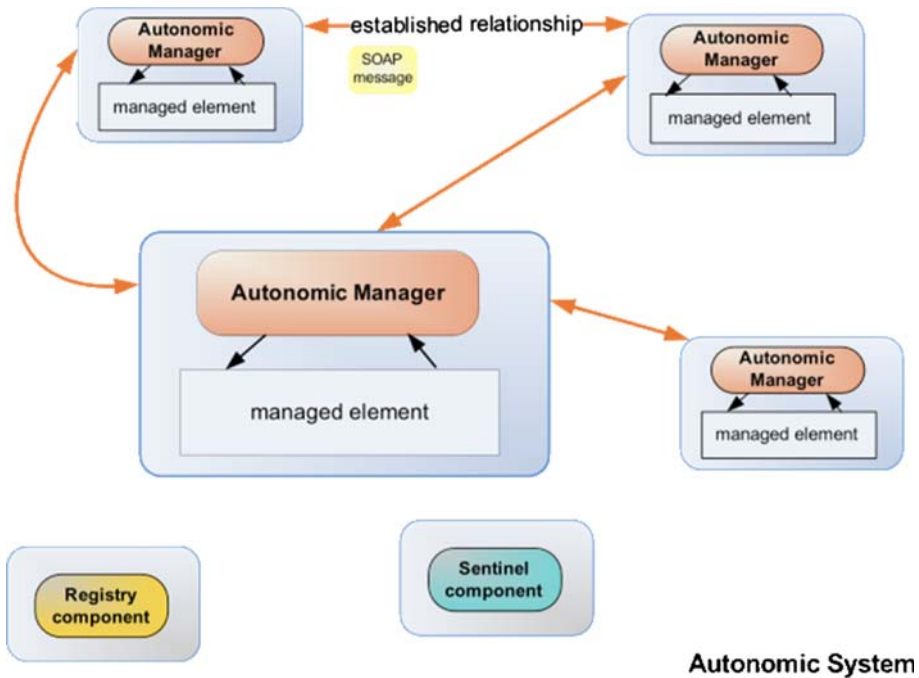 Autonomic
Manager
managed element
established relationship
SOAP
message
Autonomic
Manager
managed element
Autonomic Manager
managed element
Autonomic
Manager
managed element
Registry
component
Sentinel
component
Autonomic System